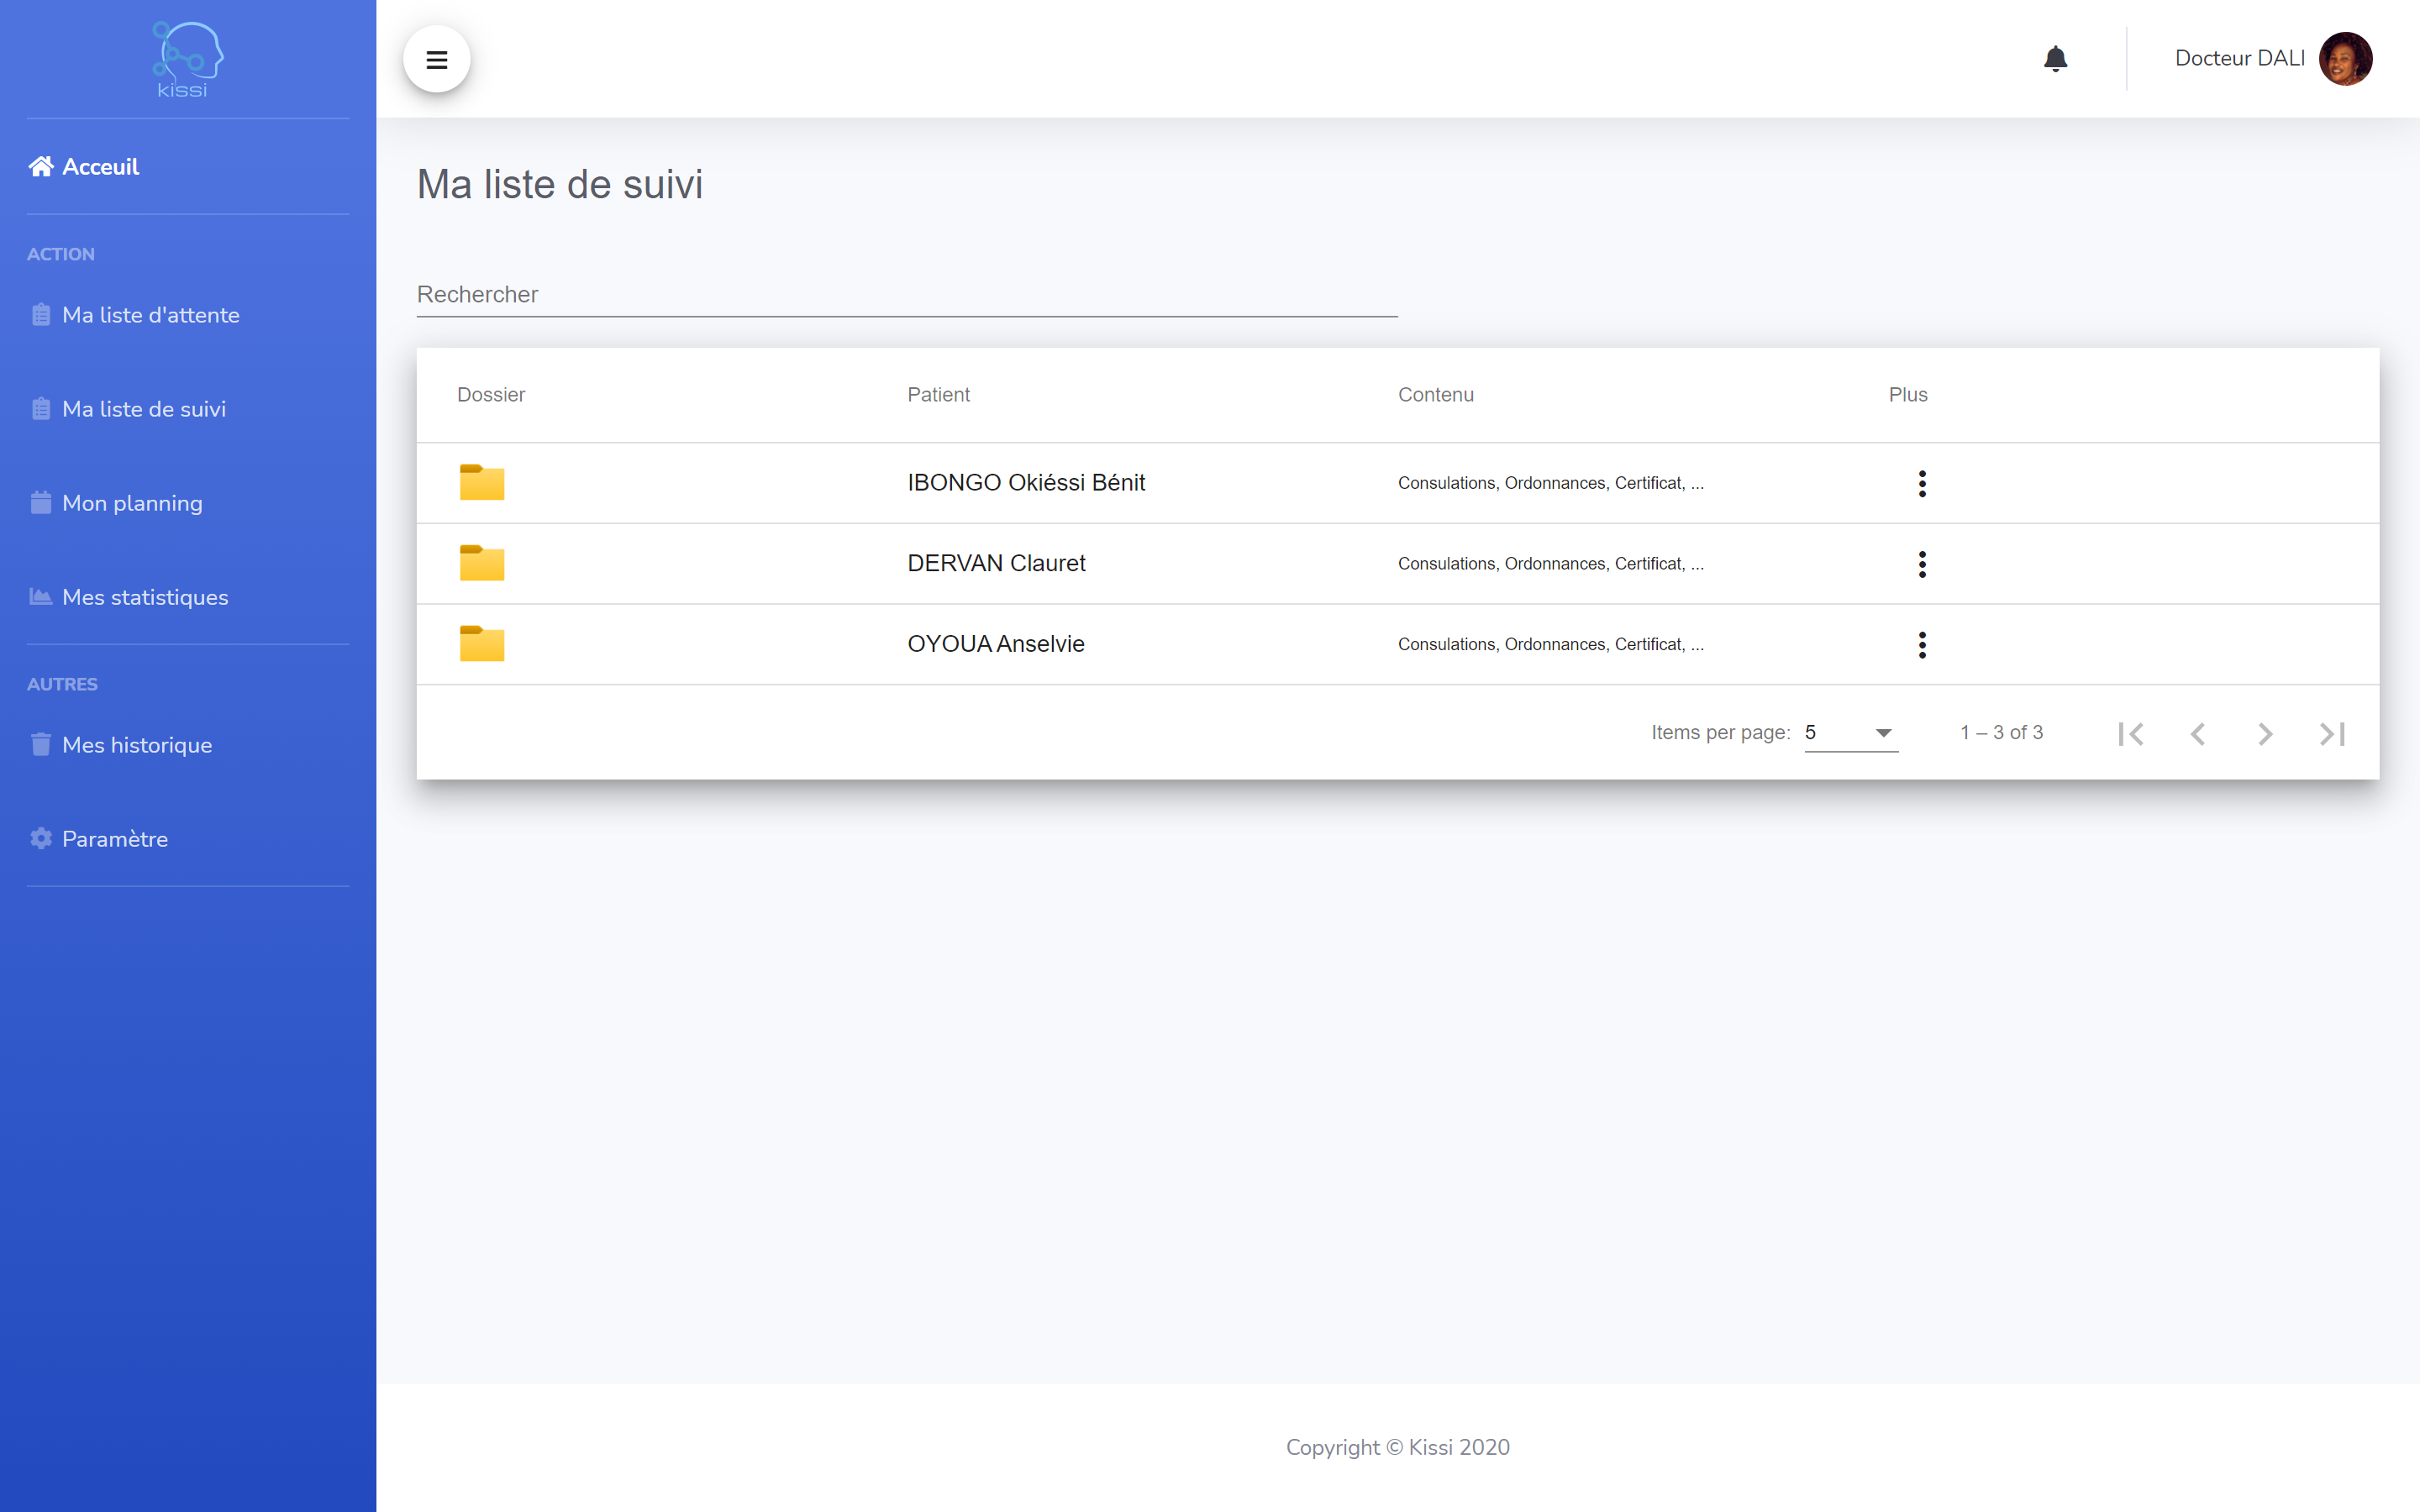 kissi
Acceuil
ACTION
Ma liste d'attente
Ma liste de suivi
Mon planning
Mes statistiques
AUTRES
Mes historique
Paramètre
Docteur DALI
Ma liste de suivi
Rechercher
Dossier Patient Contenu Plus
IBONGO Okiéssi Bénit Consulations, Ordonnances, Certificat, ...
DERVAN Clauret Consulations, Ordonnances, Certificat, ...
OYOUA Anselvie Consulations, Ordonnances, Certificat, ...
Items per page: 5 1 – 3 of 3
Copyright © Kissi 2020